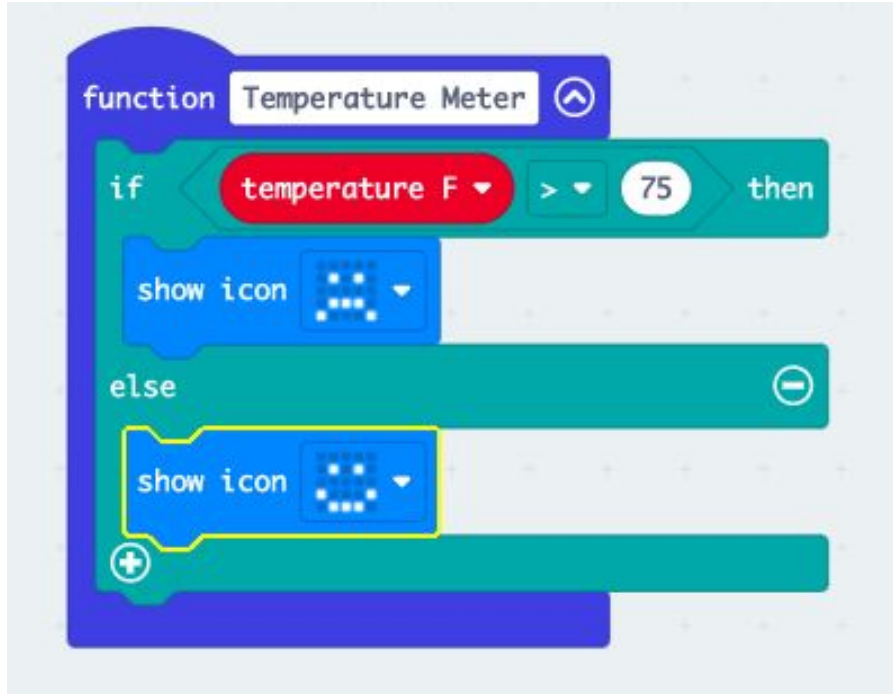 function Temperature Meter
if temperature F > 75 then
show icon
else
show icon